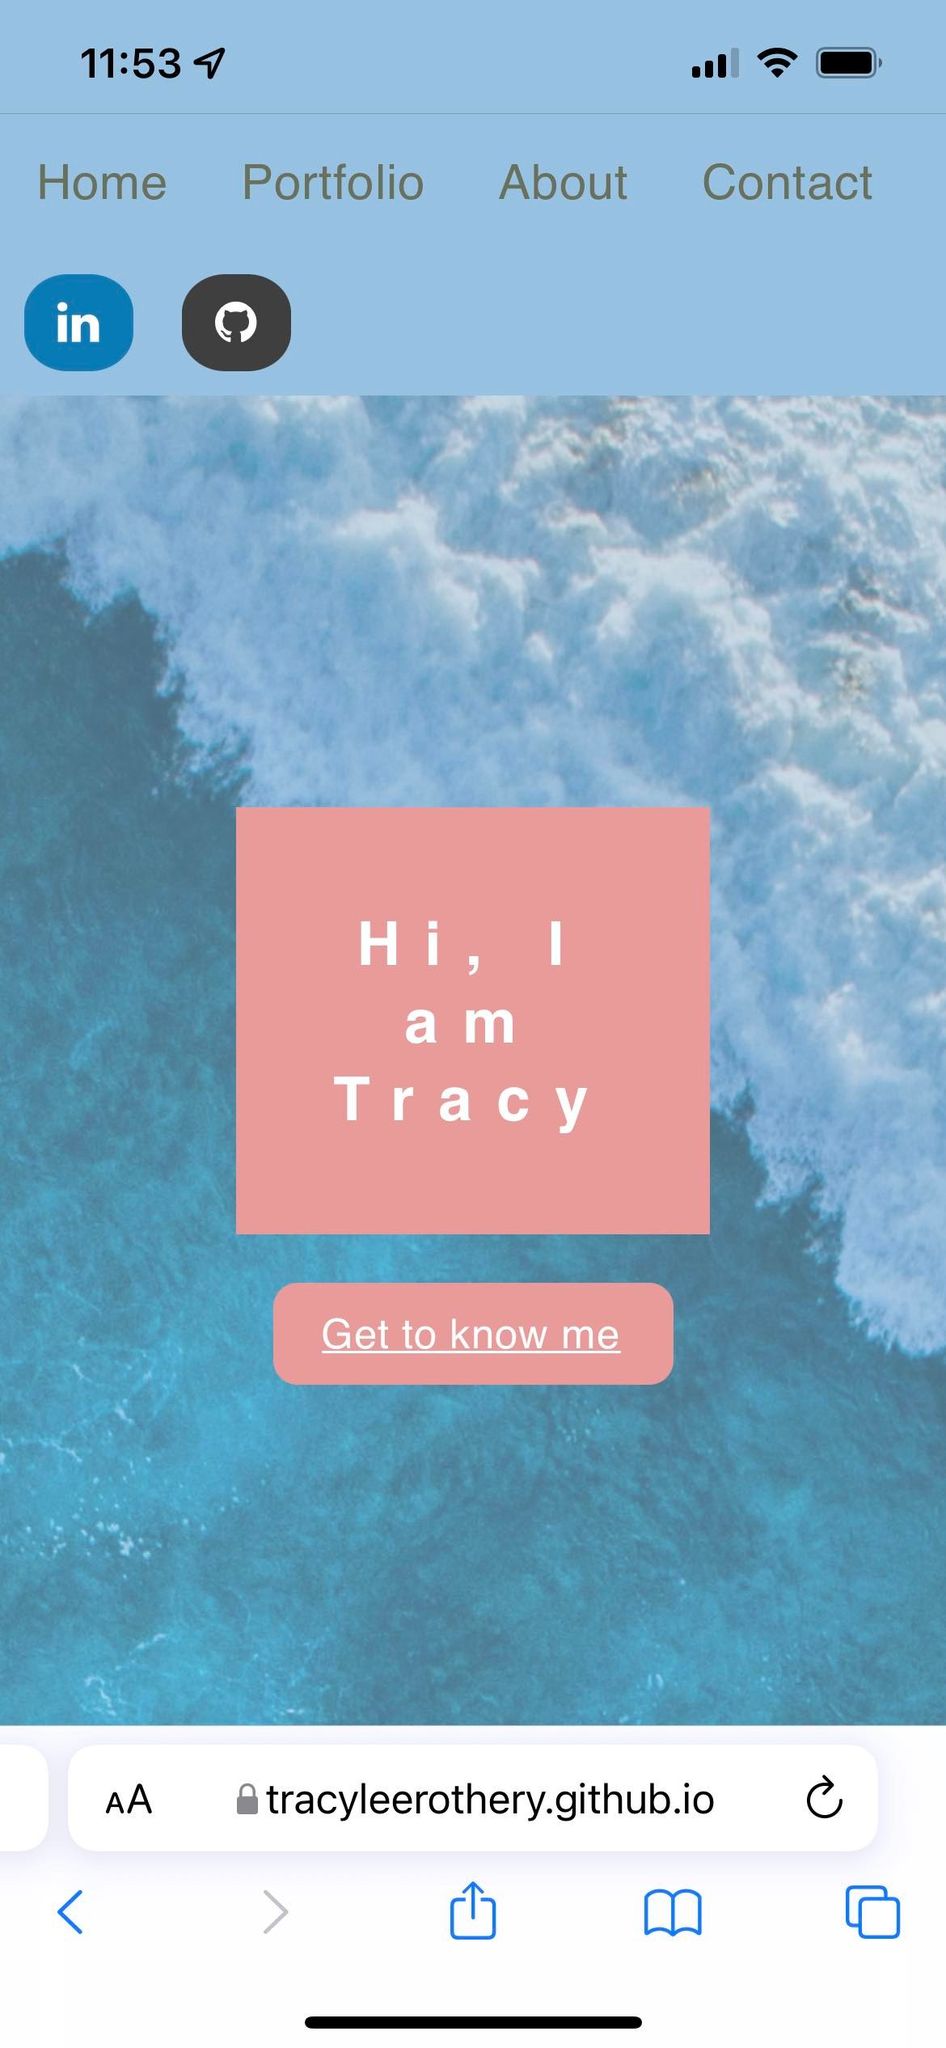 11:53
Home Portfolio About Contact
in
Hi, I
am
Tracy
Get to know me
AA tracyleerothery.github.io